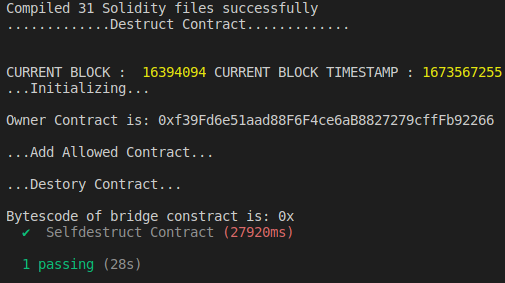 Compiled 31 Solidity files successfully
.............Destruct Contract.............
CURRENT BLOCK :  16394094 CURRENT BLOCK TIMESTAMP : 1673567255
...Initializing...
Owner Contract is: 0xf39Fd6e51aad88F6F4ce6aB8827279cffFb92266
...Add Allowed Contract...
...Destory Contract...
Bytescode of bridge constract is: 0x
✔ Selfdestruct Contract (27920ms)
1 passing (28s)